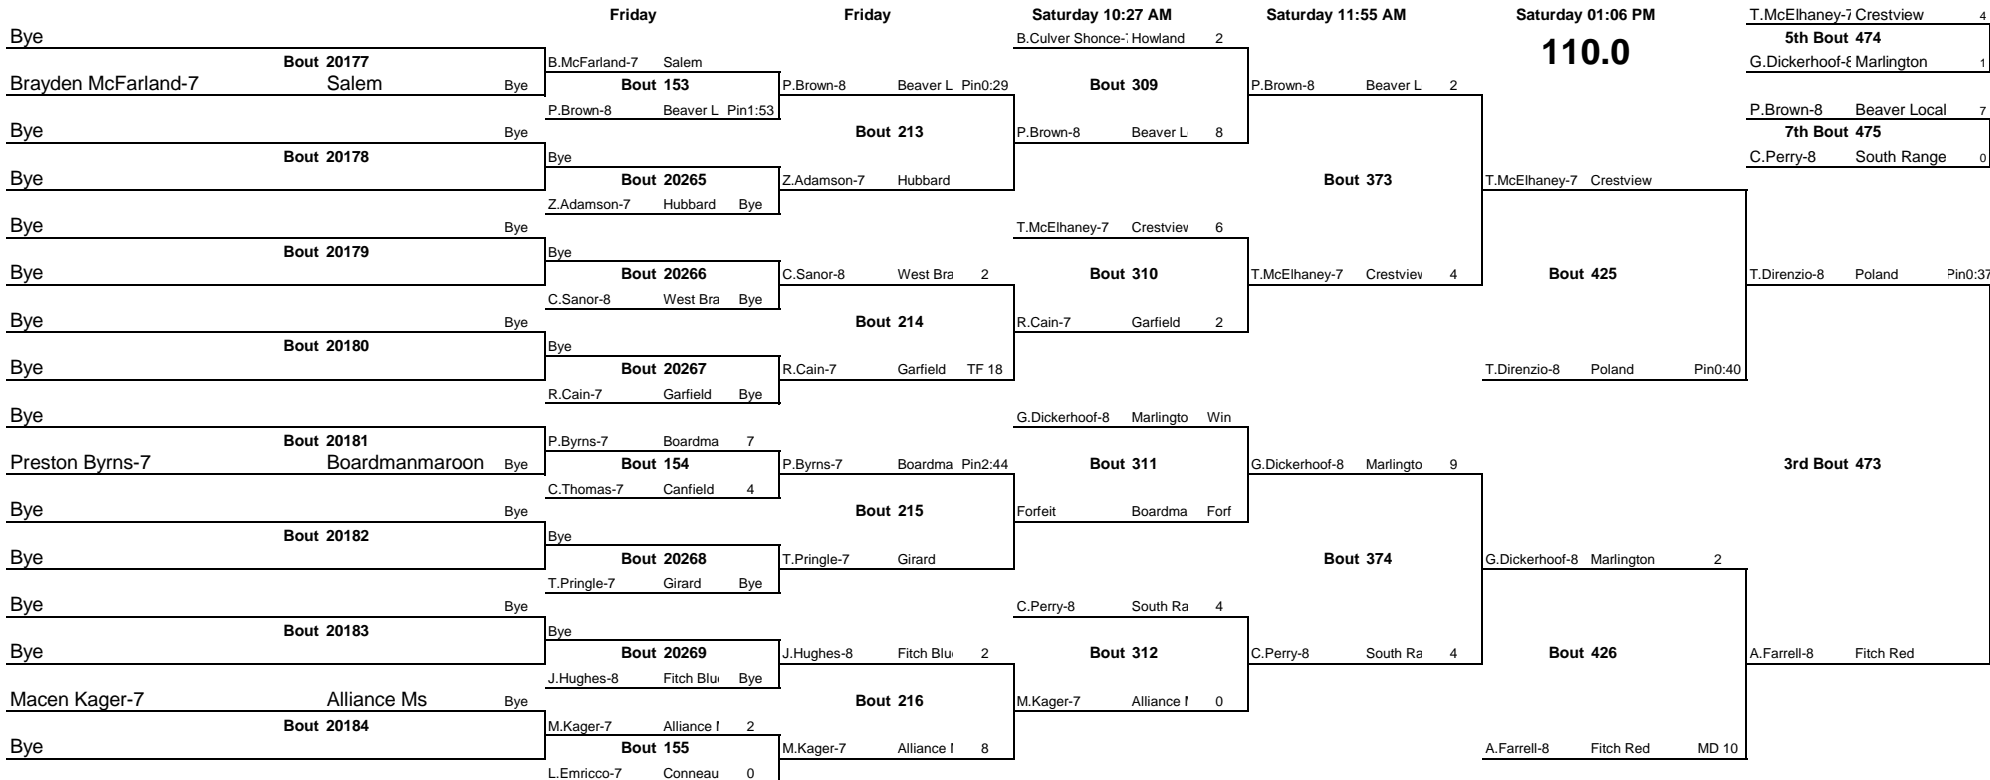 Friday Friday Saturday 10:27 AM Saturday 11:55 AM Saturday 01:06 PM
110.0
Bye
Bout 20177
Brayden McFarland-7 Salem Bye
Bye Bye
Bout 20178
Bye
Bye Bye
Bout 20179
Bye
Bye Bye
Bout 20180
Bye
Bye
Bout 20181
Preston Byrns-7 Boardmanmaroon Bye
Bye Bye
Bout 20182
Bye
Bye Bye
Bout 20183
Bye
Macen Kager-7 Alliance Ms Bye
Bout 20184
Bye
B.McFarland-7 Salem
Bout 153
P.Brown-8 Beaver L Pin1:53
Bye
Bout 20265
Z.Adamson-7 Hubbard Bye
Bye
Bout 20266
C.Sanor-8 West Bra Bye
Bye
Bout 20267
R.Cain-7 Garfield Bye
P.Byrns-7 Boardma 7
Bout 154
C.Thomas-7 Canfield 4
Bye
Bout 20268
T.Pringle-7 Girard Bye
Bye
Bout 20269
J.Hughes-8 Fitch Blu Bye
M.Kager-7 Alliance 2
Bout 155
L.Emricco-7 Conneau 0
P.Brown-8 Beaver L Pin0:29
Bout 213
Z.Adamson-7 Hubbard
C.Sanor-8 West Bra 2
Bout 214
R.Cain-7 Garfield TF 18
P.Byrns-7 Boardma Pin2:44
Bout 215
T.Pringle-7 Girard
J.Hughes-8 Fitch Blu 2
Bout 216
M.Kager-7 Alliance 8
B.Culver Shonce- Howland 2
Bout 309
P.Brown-8 Beaver L 8
T.McElhaney-7 Crestview 6
Bout 310
R.Cain-7 Garfield 2
G.Dickerhoof-8 Marlingto Win
Bout 311
Forfeit Boardma Forf
C.Perry-8 South Ra 4
Bout 312
M.Kager-7 Alliance 0
P.Brown-8 Beaver L 2
Bout 373
T.McElhaney-7 Crestview 4
G.Dickerhoof-8 Marlingto 9
Bout 374
C.Perry-8 South Ra 4
T.McElhaney-7 Crestview
Bout 425
T.Direnzio-8 Poland Pin0:40
G.Dickerhoof-8 Marlington 2
Bout 426
A.Farrell-8 Fitch Red MD 10
T.McElhaney-7 Crestview 4
5th Bout 474
G.Dickerhoof-8 Marlington 1
P.Brown-8 Beaver Local 7
7th Bout 475
C.Perry-8 South Range 0
T.Direnzio-8 Poland Pin0:37
3rd Bout 473
A.Farrell-8 Fitch Red